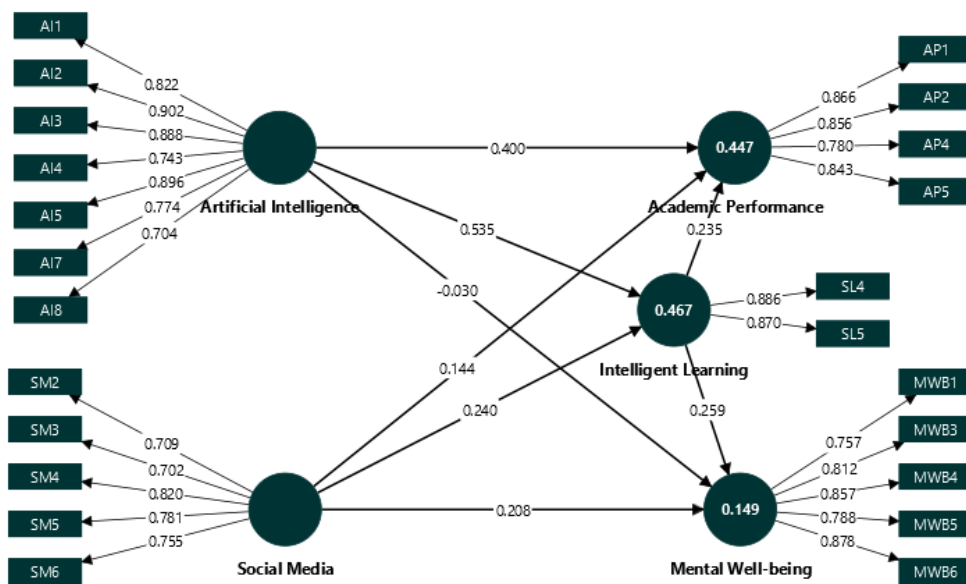 AI1
AI2
AI3
AI4
AI5
AI7
AI8
0.822
0.902
0.888
0.743
0.896
0.774
0.704
Artificial Intelligence
0.400
0.535
-0.030
0.447
Academic Performance
0.866
0.856
0.780
0.843
AP1
AP2
AP4
AP5
0.235
0.467
Intelligent Learning
0.886
0.870
SL4
SL5
0.144
0.240
0.259
SM2
SM3
SM4
SM5
SM6
0.709
0.702
0.820
0.781
0.755
Social Media
0.208
0.149
Mental Well-being
0.757
0.812
0.857
0.788
0.878
MWB1
MWB3
MWB4
MWB5
MWB6